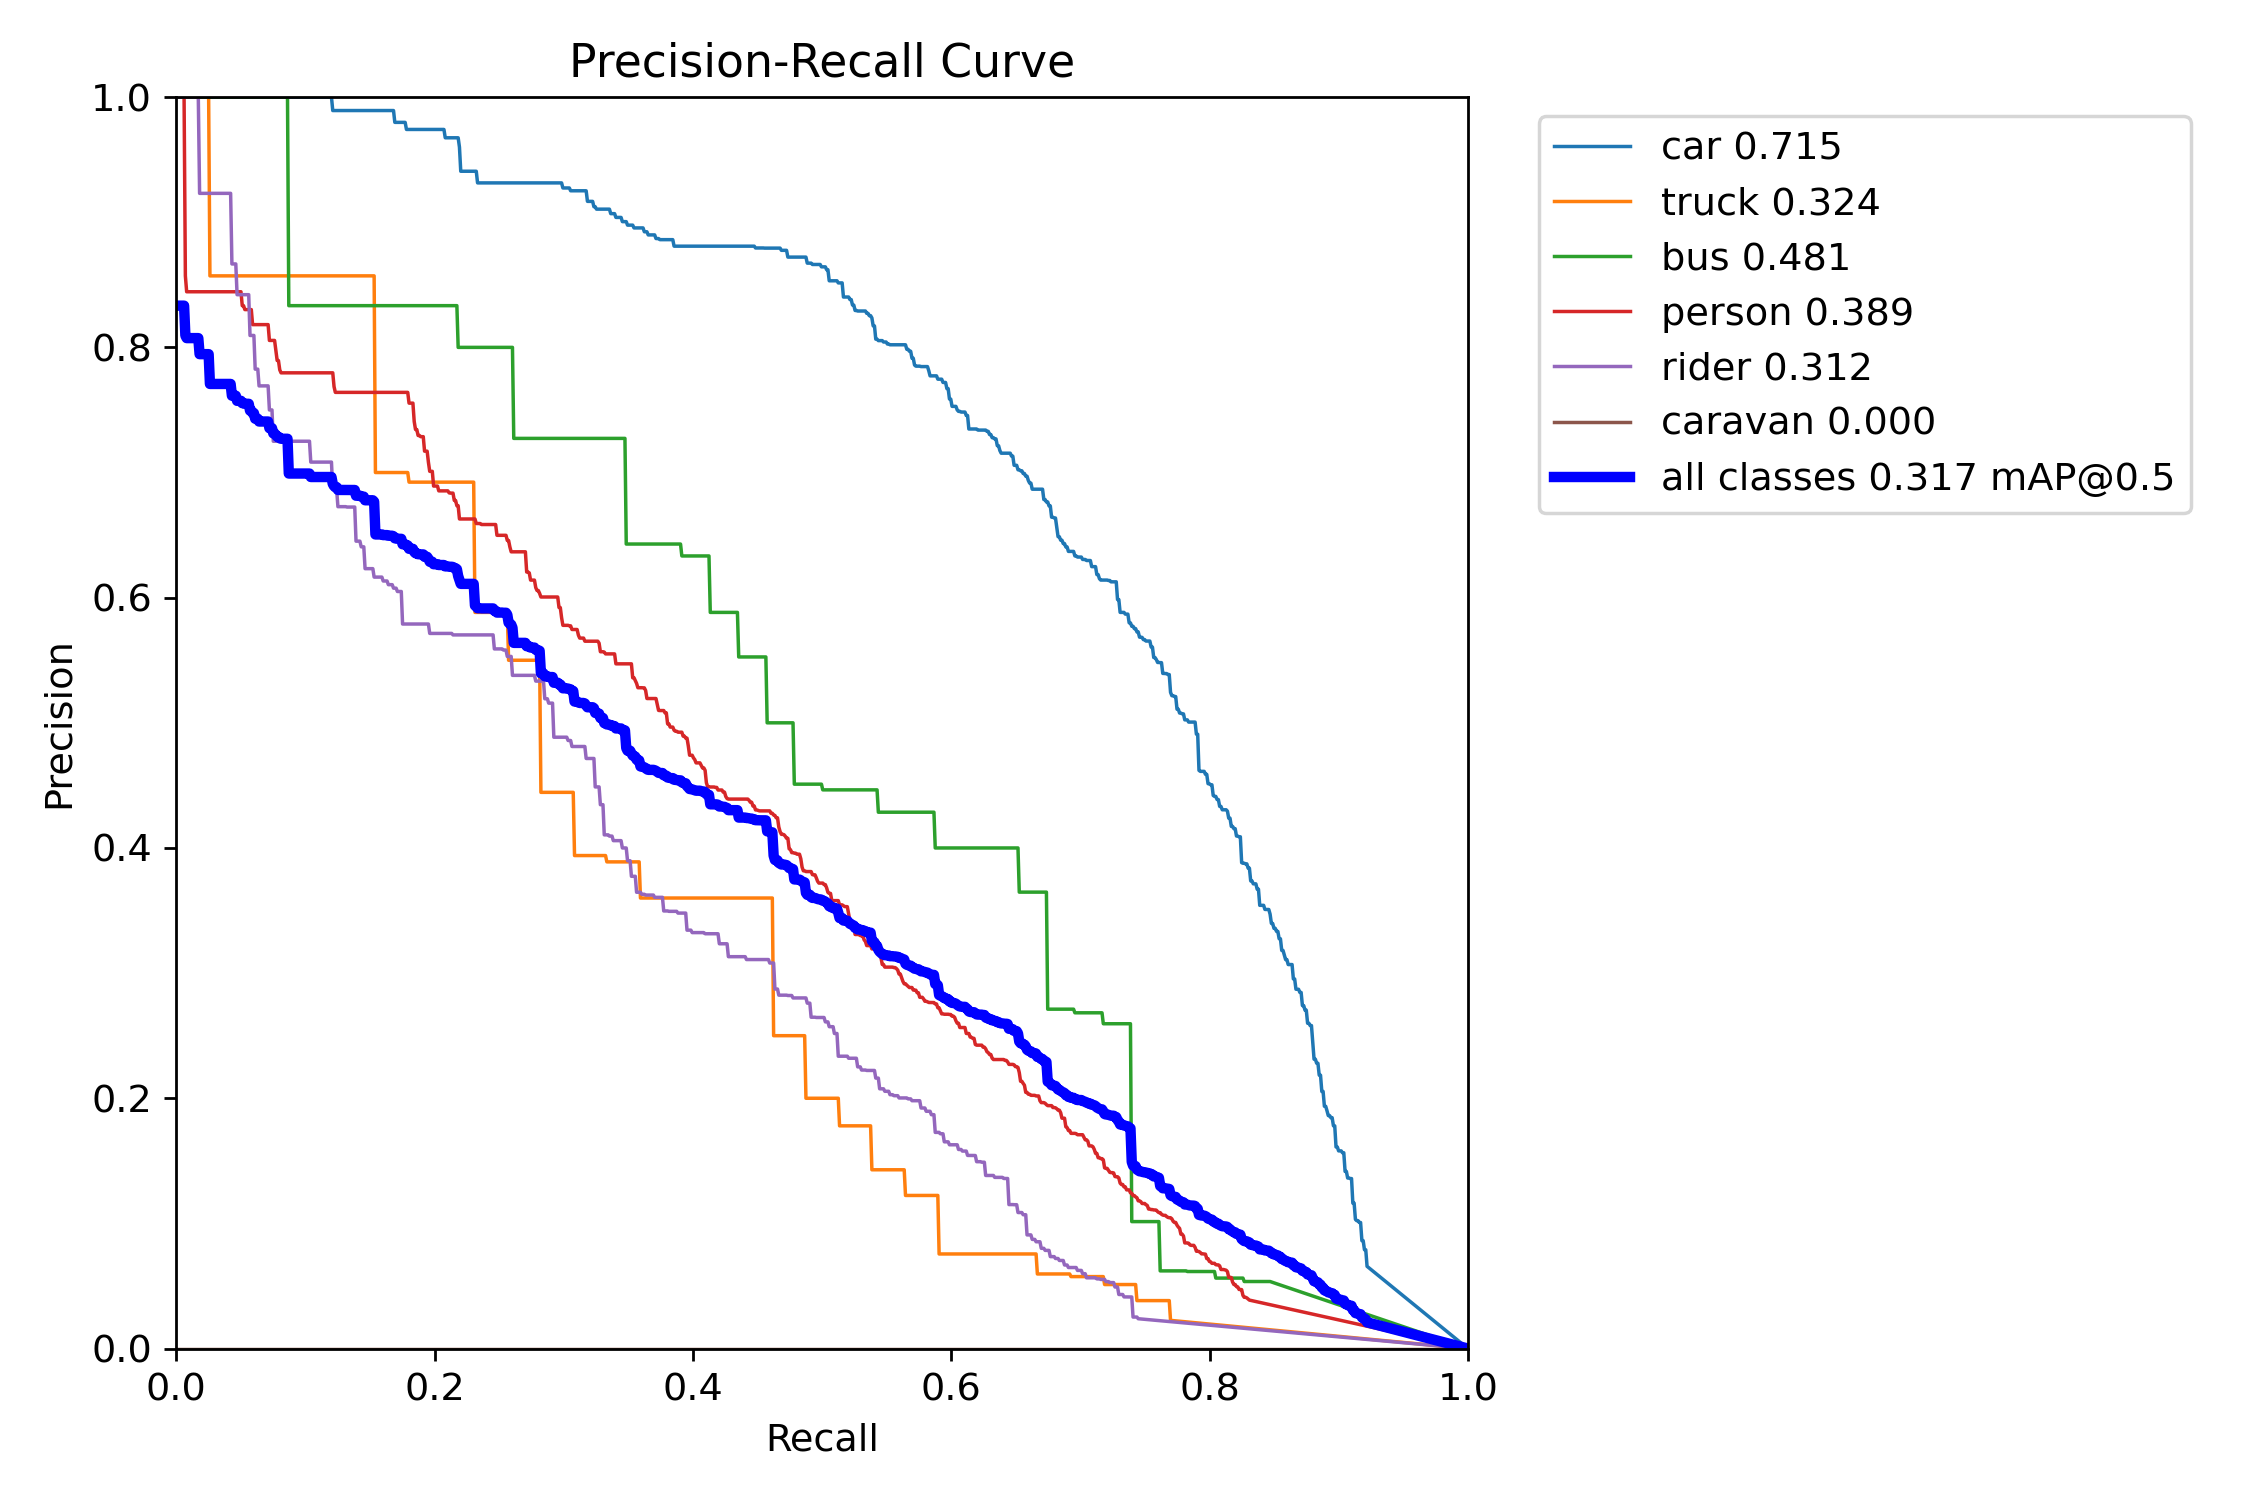 Precision-Recall Curve
1.0
0.8
0.6
0.4
0.2
0.0
Precision
0.0 0.2 0.4 0.6 0.8 1.0
Recall
car 0.715
truck 0.324
bus 0.481
person 0.389
rider 0.312
caravan 0.000
all classes 0.317 mAP@0.5